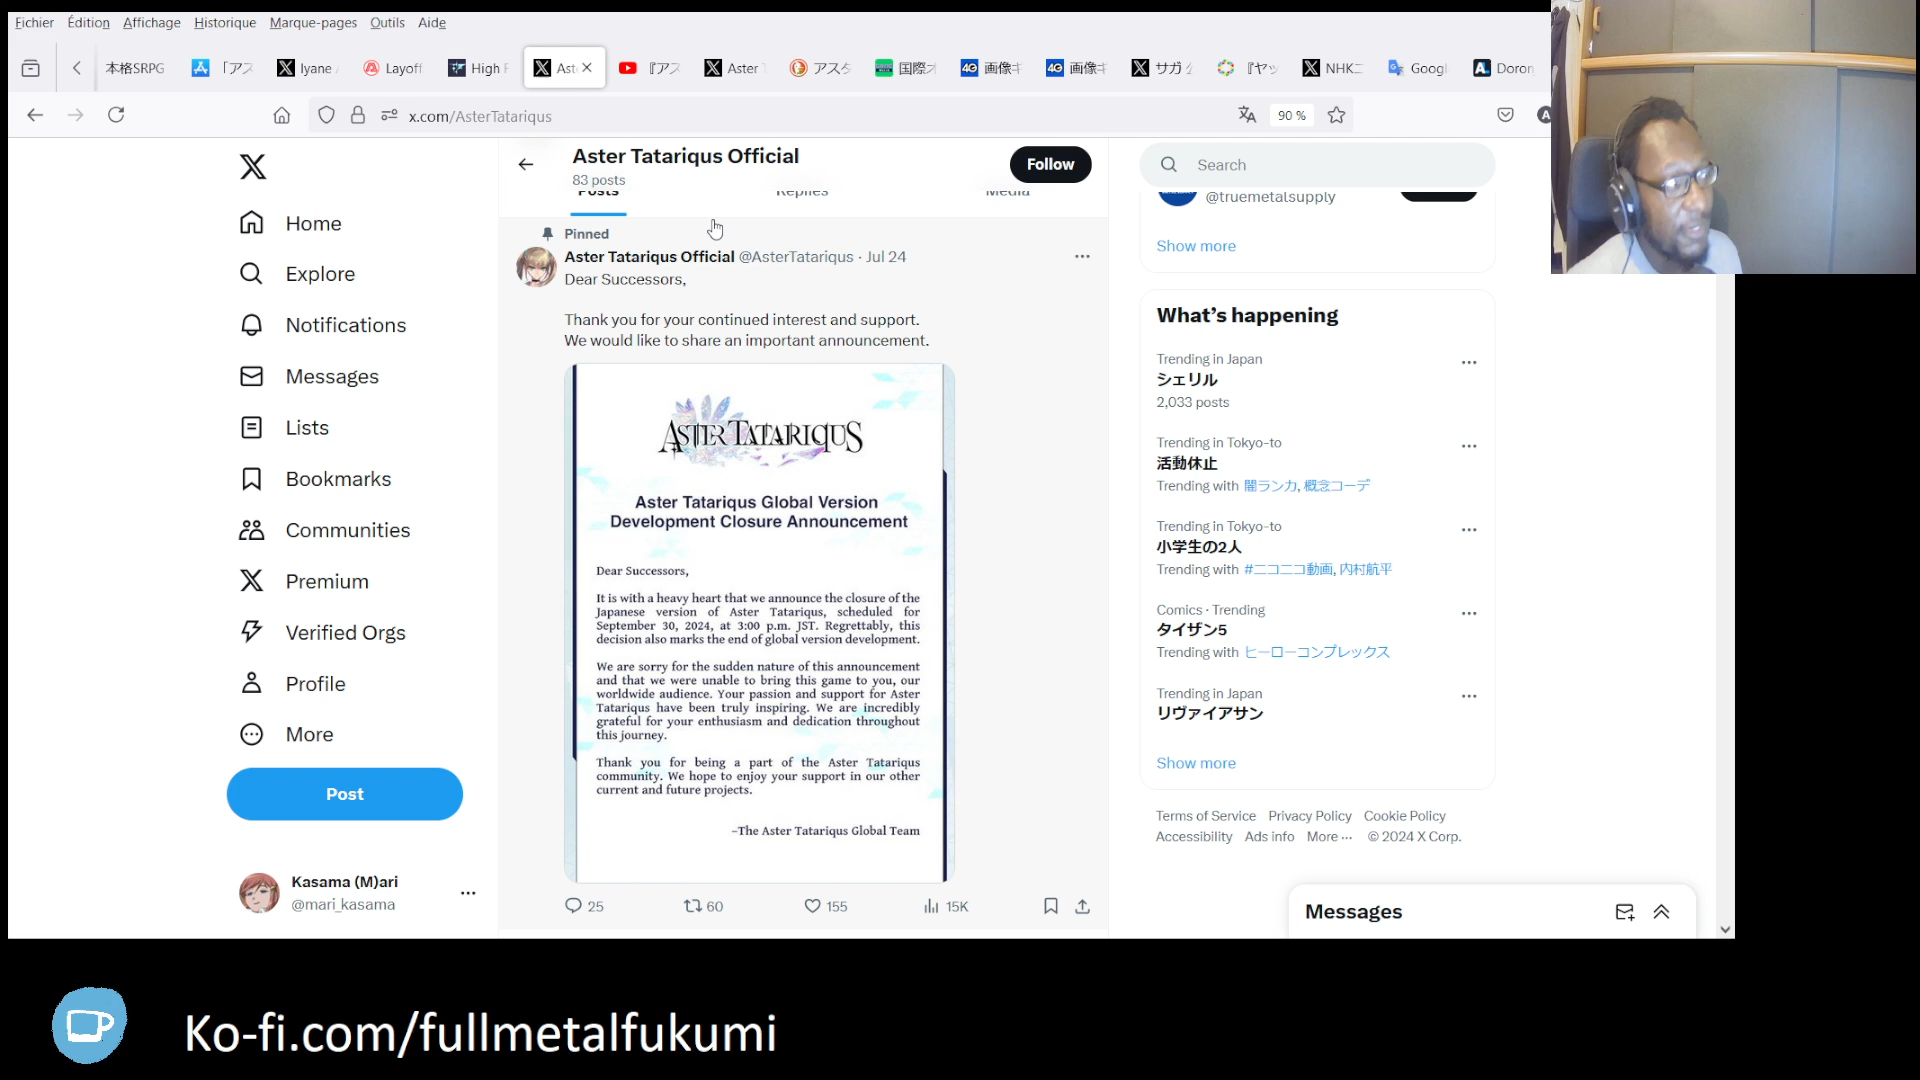 Fichier Édition Affichage Historique Marque-pages Outils Aide
本格SRPG 「アス Iyane Layoff High Ast 『アス Aster アスタ 国際 画像 画像 サガ 『ヤッ NHK Googl Doron
x.com/AsterTatariqus 90 %
Aster Tatariqus Official
83 posts
Follow
Posts Replies Media
Home
Explore
Notifications
Messages
Lists
Bookmarks
Communities
Premium
Verified Orgs
Profile
More
Post
Kasama (M)ari
@mari_kasama
Pinned
Aster Tatariqus Official @AsterTatariqus · Jul 24
Dear Successors,
Thank you for your continued interest and support.
We would like to share an important announcement.
ASTER TATARIQUS
Aster Tatariqus Global Version
Development Closure Announcement
Dear Successors,
It is with a heavy heart that we announce the closure of the
Japanese version of Aster Tatariqus, scheduled for
September 30, 2024, at 3:00 p.m. JST. Regrettably, this
decision also marks the end of global version development.
We are sorry for the sudden nature of this announcement
and that we were unable to bring this game to you, our
worldwide audience. Your passion and support for Aster
Tatariqus have been truly inspiring. We are incredibly
grateful for your enthusiasm and dedication throughout
this journey.
Thank you for being a part of the Aster Tatariqus
community. We hope to enjoy your support in our other
current and future projects.
–The Aster Tatariqus Global Team
25 60 155 15K
Search
@truemetalsupply
Show more
What's happening
Trending in Japan
シェリル
2,033 posts
Trending in Tokyo-to
活動休止
Trending with 闇ランカ, 概念コーデ
Trending in Tokyo-to
小学生の2人
Trending with #ニコニコ動画, 内村航平
Comics · Trending
タイザン5
Trending with ヒーローコンプレックス
Trending in Japan
リヴァイアサン
Show more
Terms of Service Privacy Policy Cookie Policy
Accessibility Ads info More ··· © 2024 X Corp.
Messages
Ko-fi.com/fullmetalfukumi